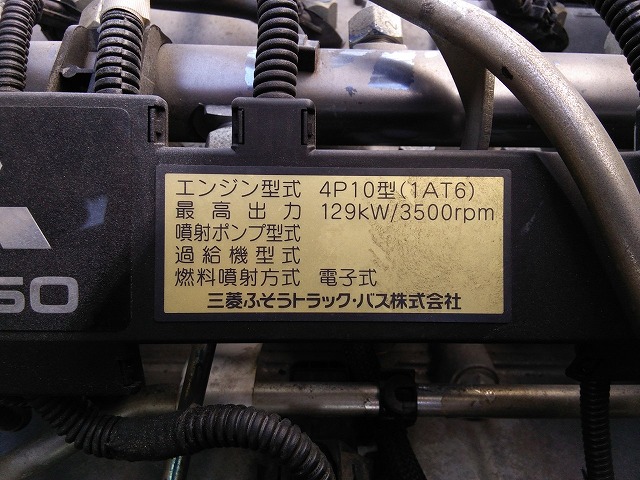 エンジン型式 4P10型(1AT6)
最高出力 129kW/3500rpm
噴射ポンプ型式
過給機型式
燃料噴射方式 電子式
三菱ふそうトラック・バス株式会社